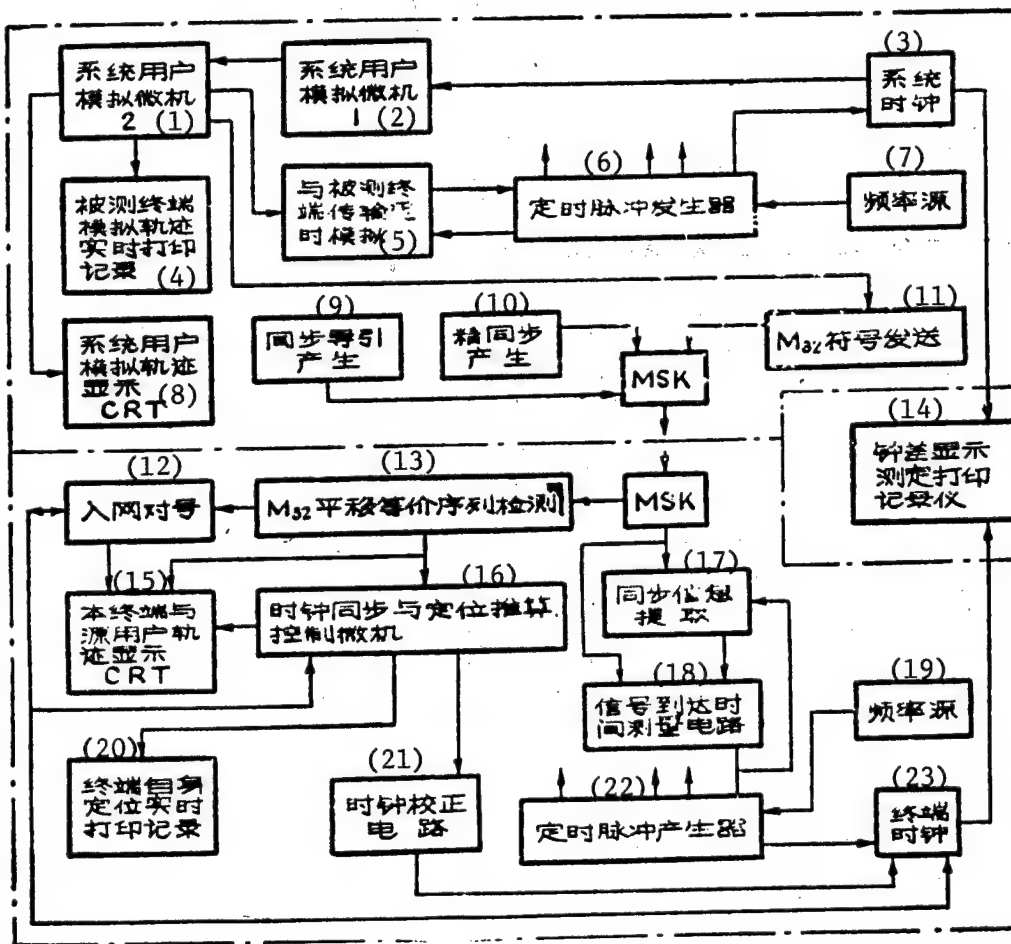 (3)
系统用户
模拟微机
2 (1)
系统用户
模拟微机
1 (2)
系统
时钟
(6)
(7)
被测终端
模拟轨迹
实时打印
记录 (4)
与被测终
端传输延
时模拟
(5)
定时脉冲发生器
频率源
(9)
(10)
(11)
系统用户
模拟轨迹
显示
CRT (8)
同步导引
产生
精同步
产生
MSK
M32 符号发送
(14)
钟差显示
测定打印
记录仪
(12)
(13)
入网对号
M32 平移等价序列检测
MSK
(15)
(16)
(17)
本终端与
源用户轨
迹显示
CRT
时钟同步与定位推算
控制微机
同步信息
提取
(18)
(19)
信号到达时
间测量电路
频率源
(20)
(21)
(22)
(23)
终端自身
定位实时
打印记录
时钟校正
电路
定时脉冲产生器
终端
时钟